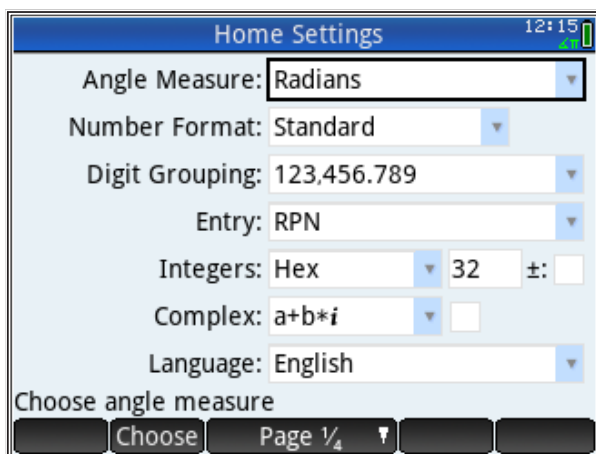 Home Settings 12:15
∡π
Angle Measure: Radians
Number Format: Standard
Digit Grouping: 123,456.789
Entry: RPN
Integers: Hex 32 ±:
Complex: a+b*i
Language: English
Choose angle measure
Choose Page ¼